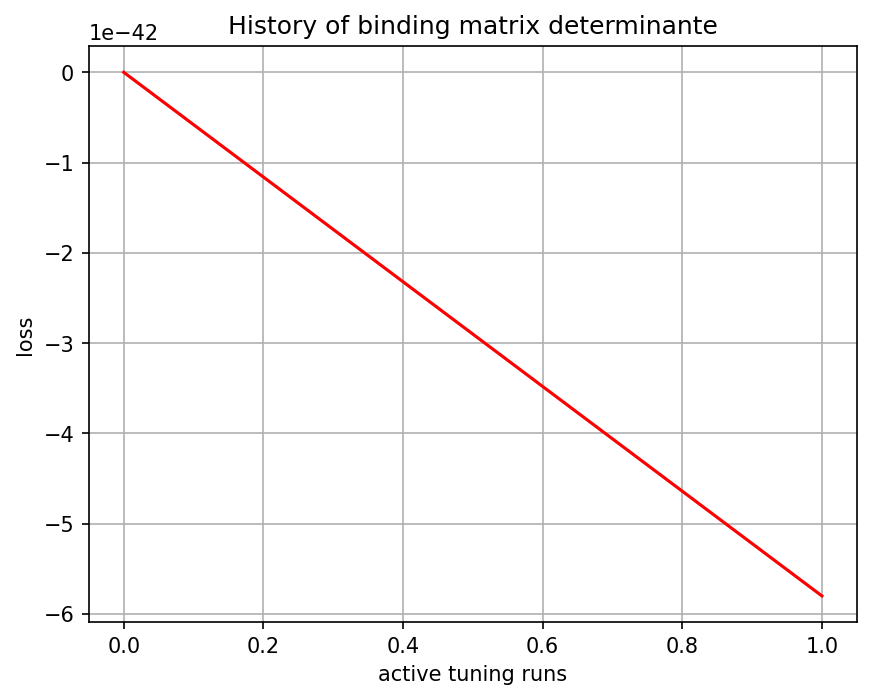 History of binding matrix determinante
1e−42
0
−1
−2
−3
−4
−5
−6
loss
0.0 0.2 0.4 0.6 0.8 1.0
active tuning runs